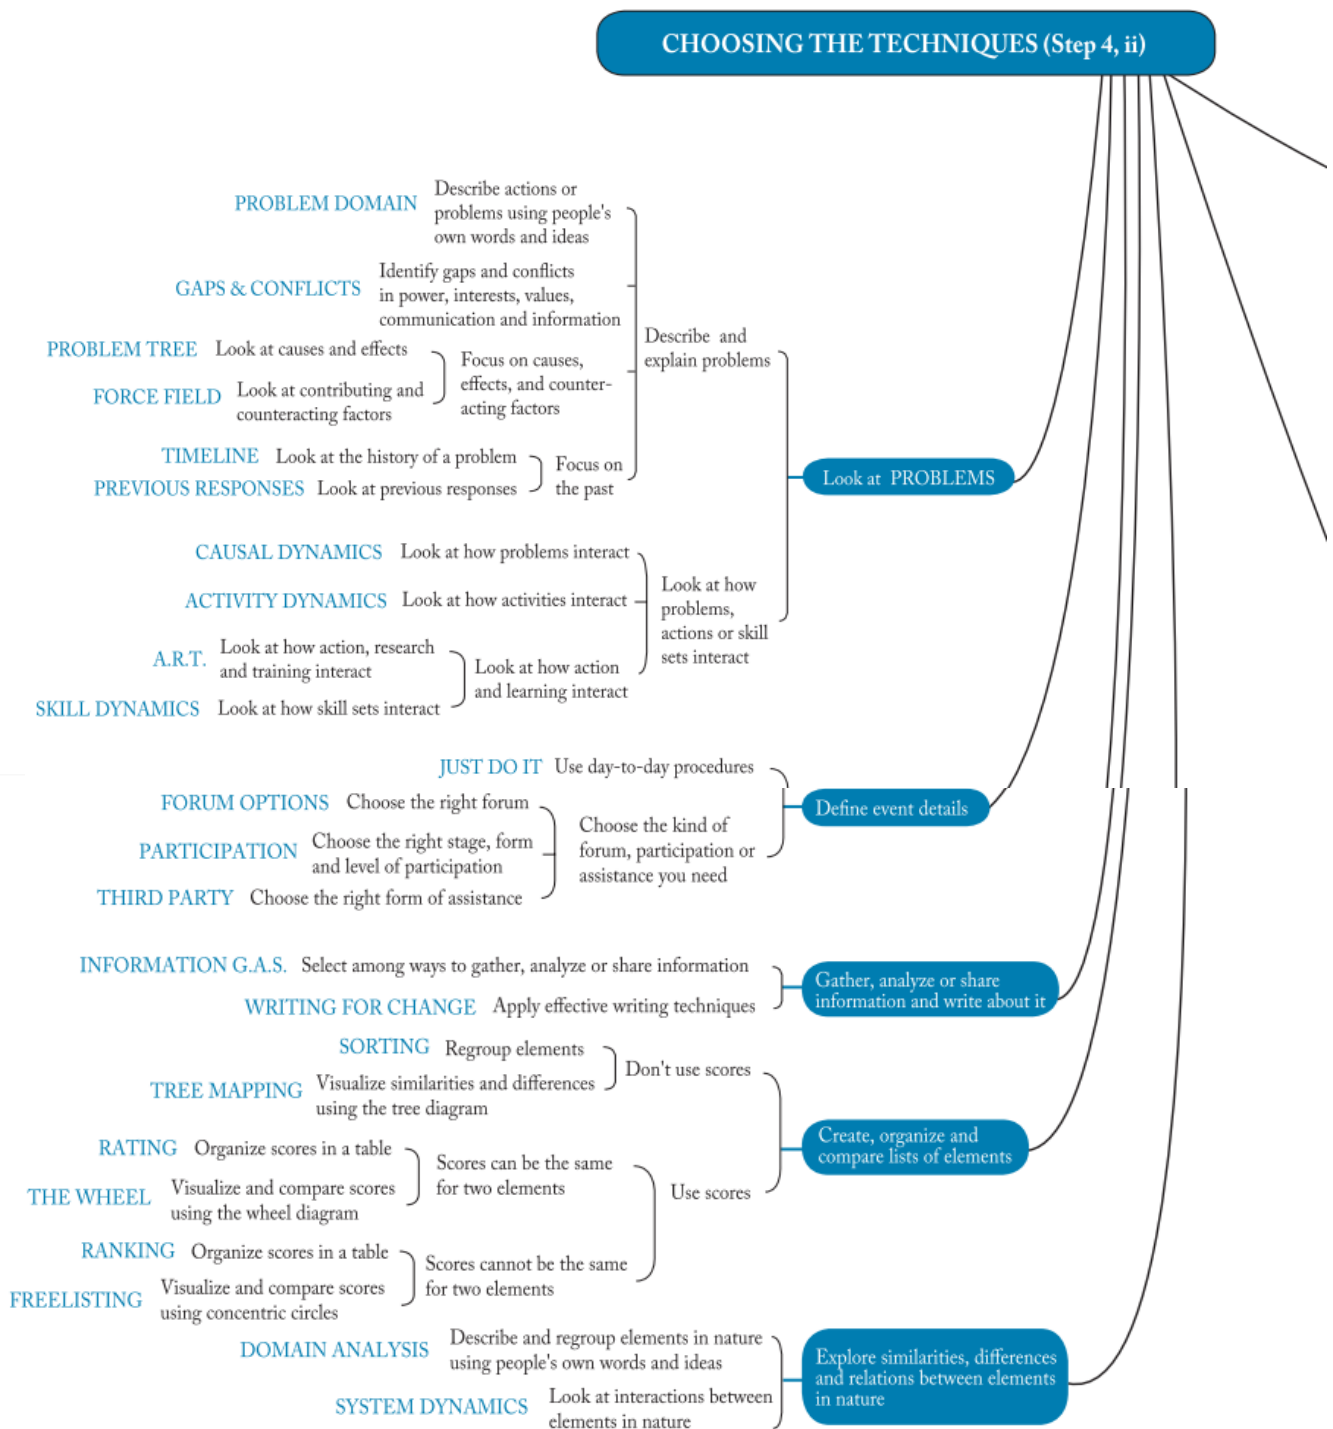 CHOOSING THE TECHNIQUES (Step 4, ii)
PROBLEM DOMAIN
Describe actions or
problems using people's
own words and ideas
GAPS & CONFLICTS
Identify gaps and conflicts
in power, interests, values,
communication and information
PROBLEM TREE
Look at causes and effects
FORCE FIELD
Look at contributing and
counteracting factors
Focus on causes,
effects, and counter-
acting factors
TIMELINE
Look at the history of a problem
PREVIOUS RESPONSES
Look at previous responses
Focus on
the past
Describe and
explain problems
CAUSAL DYNAMICS
Look at how problems interact
ACTIVITY DYNAMICS
Look at how activities interact
A.R.T.
Look at how action, research
and training interact
SKILL DYNAMICS
Look at how skill sets interact
Look at how action
and learning interact
Look at how
problems,
actions or skill
sets interact
Look at PROBLEMS
JUST DO IT
Use day-to-day procedures
FORUM OPTIONS
Choose the right forum
PARTICIPATION
Choose the right stage, form
and level of participation
THIRD PARTY
Choose the right form of assistance
Choose the kind of
forum, participation or
assistance you need
Define event details
INFORMATION G.A.S.
Select among ways to gather, analyze or share information
WRITING FOR CHANGE
Apply effective writing techniques
Gather, analyze or share
information and write about it
SORTING
Regroup elements
TREE MAPPING
Visualize similarities and differences
using the tree diagram
Don't use scores
RATING
Organize scores in a table
THE WHEEL
Visualize and compare scores
using the wheel diagram
Scores can be the same
for two elements
RANKING
Organize scores in a table
FREELISTING
Visualize and compare scores
using concentric circles
Scores cannot be the same
for two elements
Use scores
Create, organize and
compare lists of elements
DOMAIN ANALYSIS
Describe and regroup elements in nature
using people's own words and ideas
SYSTEM DYNAMICS
Look at interactions between
elements in nature
Explore similarities, differences
and relations between elements
in nature